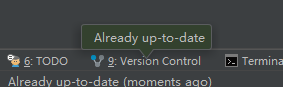 Already up-to-date
6: TODO 9: Version Control Termina
Already up-to-date (moments ago)